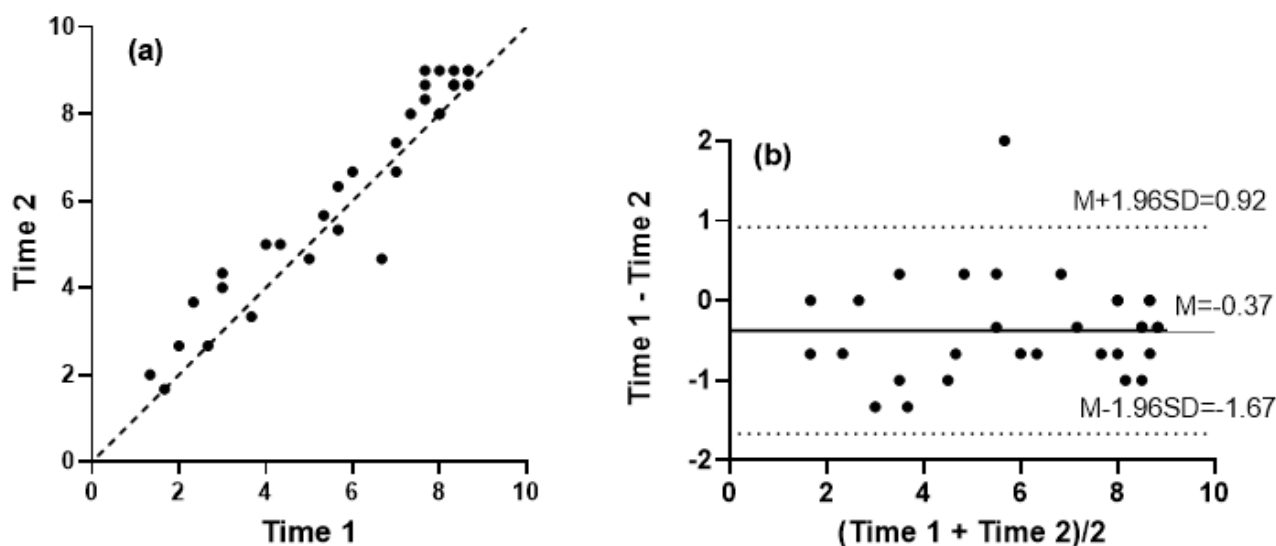 (a)
10
8
6
4
2
0
Time 2
0 2 4 6 8 10
Time 1
(b)
2
1
0
-1
-2
Time 1 - Time 2
M+1.96SD=0.92
M=-0.37
M-1.96SD=-1.67
0 2 4 6 8 10
(Time 1 + Time 2)/2